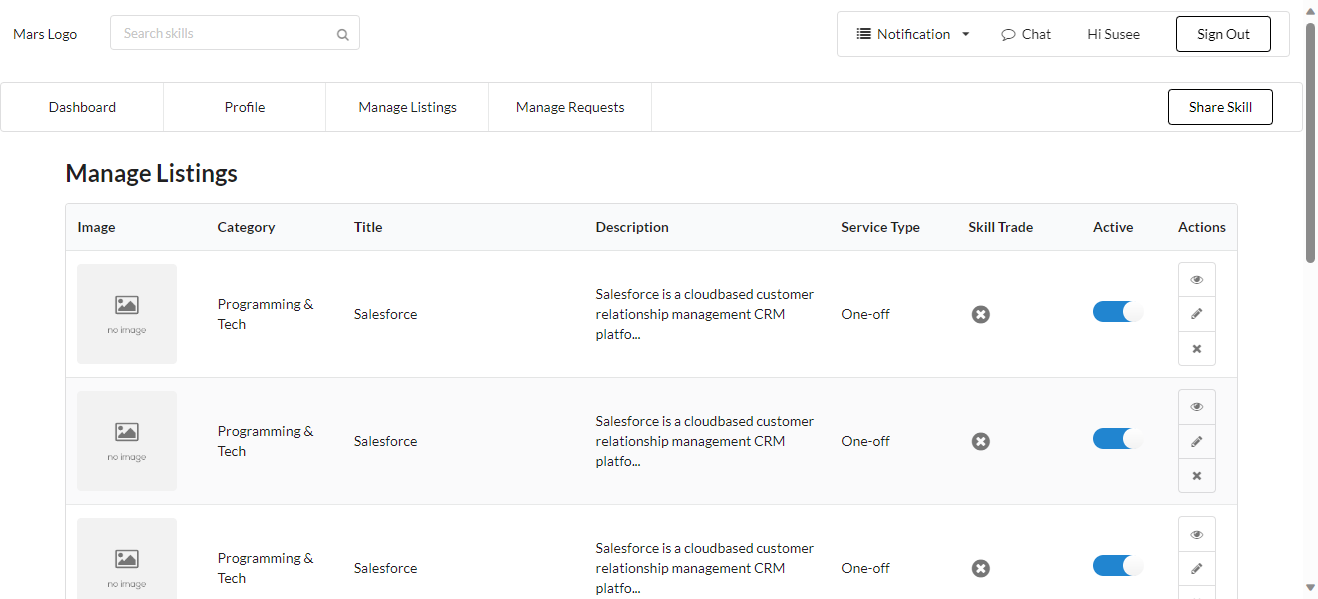 Mars Logo
Search skills
Notification
Chat
Hi Susee
Sign Out
Dashboard
Profile
Manage Listings
Manage Requests
Share Skill
Manage Listings
Image Category Title Description Service Type Skill Trade Active Actions
no image
Programming &
Tech
Salesforce
Salesforce is a cloudbased customer
relationship management CRM
platfo...
One-off
no image
Programming &
Tech
Salesforce
Salesforce is a cloudbased customer
relationship management CRM
platfo...
One-off
no image
Programming &
Tech
Salesforce
Salesforce is a cloudbased customer
relationship management CRM
platfo...
One-off